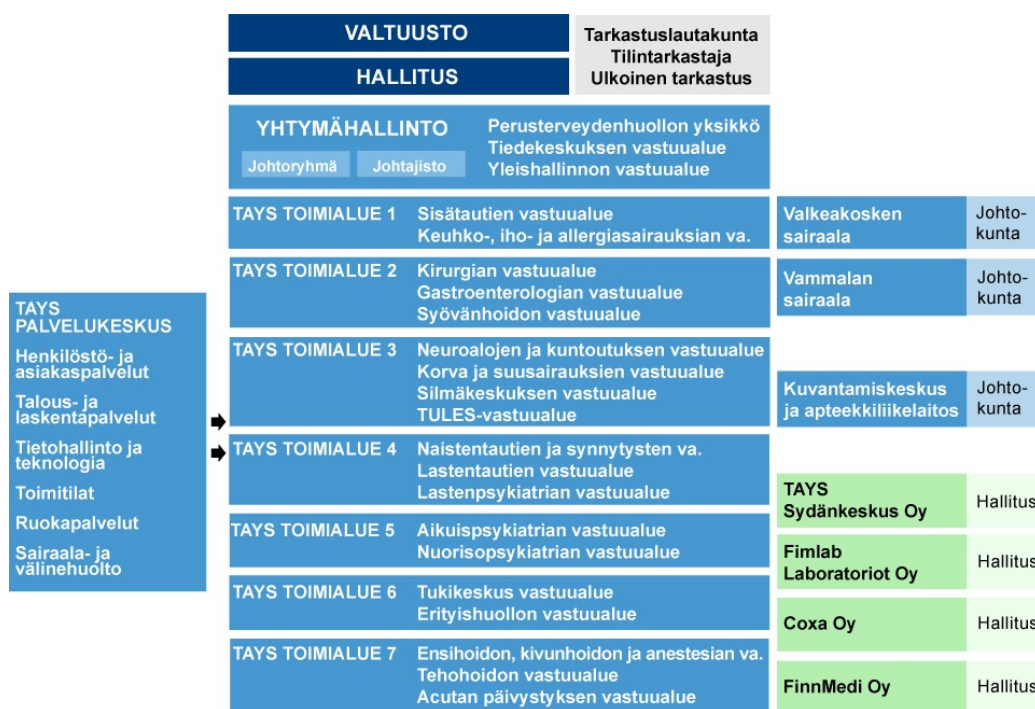 VALTUUSTO
HALLITUS
Tarkastuslautakunta
Tilintarkastaja
Ulkoinen tarkastus
YHTYMÄHALLINTO
Johtoryhmä
Johtajisto
Perusterveydenhuollon yksikkö
Tiedekeskuksen vastuualue
Yleishallinnon vastuualue
TAYS
PALVELUKESKUS
Henkilöstö- ja
asiakaspalvelut
Talous- ja
laskentapalvelut
Tietohallinto ja
teknologia
Toimitilat
Ruokapalvelut
Sairaala- ja
välinehuolto
TAYS TOIMIALUE 1
Sisätautien vastuualue
Keuhko-, iho- ja allergiasairauksian va.
TAYS TOIMIALUE 2
Kirurgian vastuualue
Gastroenterologian vastuualue
Syövänhoidon vastuualue
TAYS TOIMIALUE 3
Neuroalojen ja kuntoutuksen vastuualue
Korva ja suusairauksien vastuualue
Silmäkeskuksen vastuualue
TULES-vastuualue
TAYS TOIMIALUE 4
Naistentautien ja synnytysten va.
Lastentautien vastuualue
Lastenpsykiatrian vastuualue
TAYS TOIMIALUE 5
Aikuispsykiatrian vastuualue
Nuorisopsykiatrian vastuualue
TAYS TOIMIALUE 6
Tukikeskus vastuualue
Erityishuollon vastuualue
TAYS TOIMIALUE 7
Ensihoidon, kivunhoidon ja anestesian va.
Tehohoidon vastuualue
Acutan päivystyksen vastuualue
Valkeakosken
sairaala
Johto-
kunta
Vammalan
sairaala
Johto-
kunta
Kuvantamiskeskus
ja apteekkiliikelaitos
Johto-
kunta
TAYS
Sydänkeskus Oy
Hallitus
Fimlab
Laboratoriot Oy
Hallitus
Coxa Oy
Hallitus
FinnMedi Oy
Hallitus